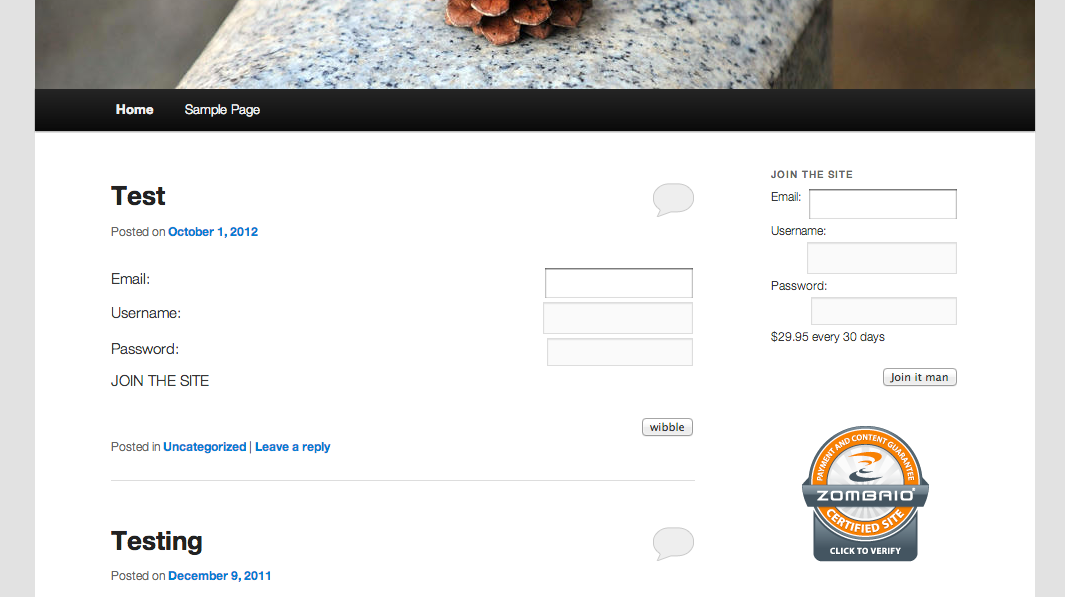 Home Sample Page
Test
Posted on October 1, 2012
Email:
Username:
Password:
JOIN THE SITE
wibble
Posted in Uncategorized | Leave a reply
Testing
Posted on December 9, 2011
JOIN THE SITE
Email:
Username:
Password:
$29.95 every 30 days
Join it man
PAYMENT AND CONTENT GUARANTEE
ZOMBAIO®
CERTIFIED SITE
CLICK TO VERIFY